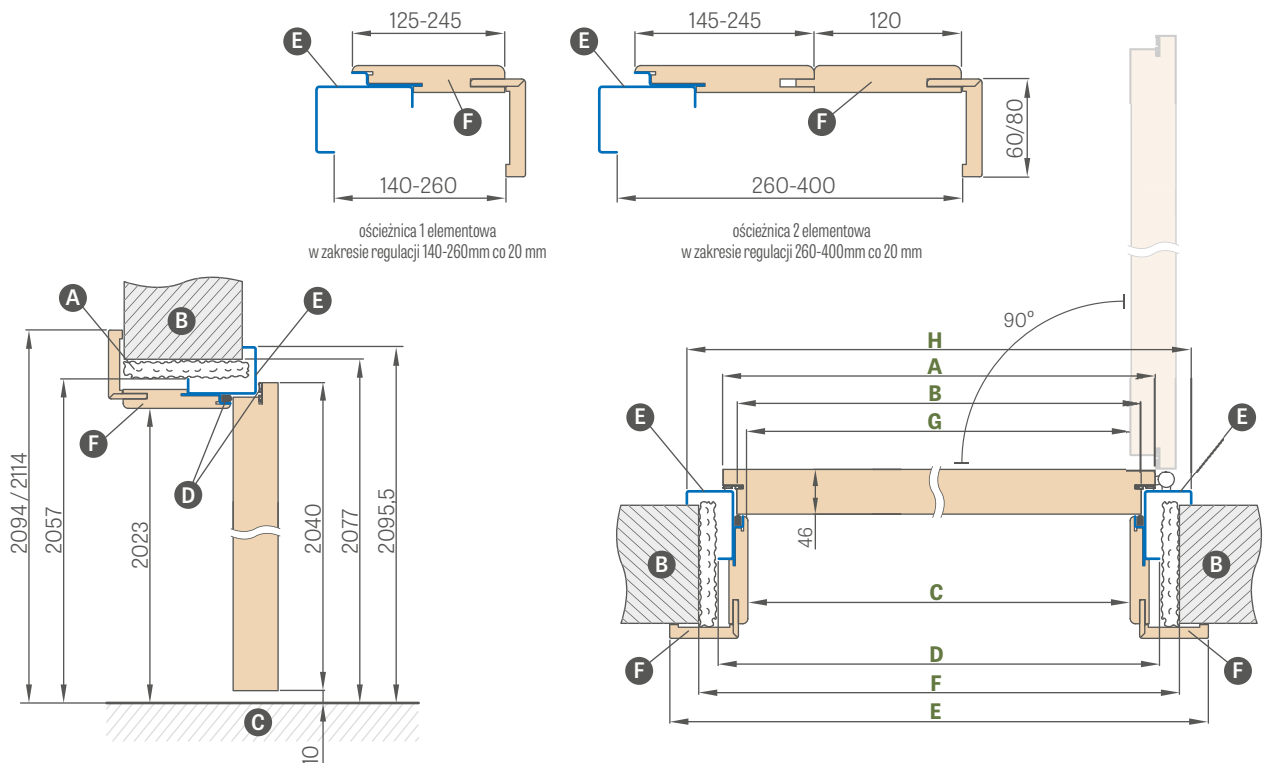 125-245
E
F
140-260
ościeżnica 1 elementowa
w zakresie regulacji 140-260mm co 20 mm
145-245
120
E
F
60/80
260-400
ościeżnica 2 elementowa
w zakresie regulacji 260-400mm co 20 mm
A
B
E
F
D
2094 / 2114
2057
2023
2040
2077
2095,5
C
10
90°
H
A
B
G
E
E
46
B
B
C
F
F
D
F
E